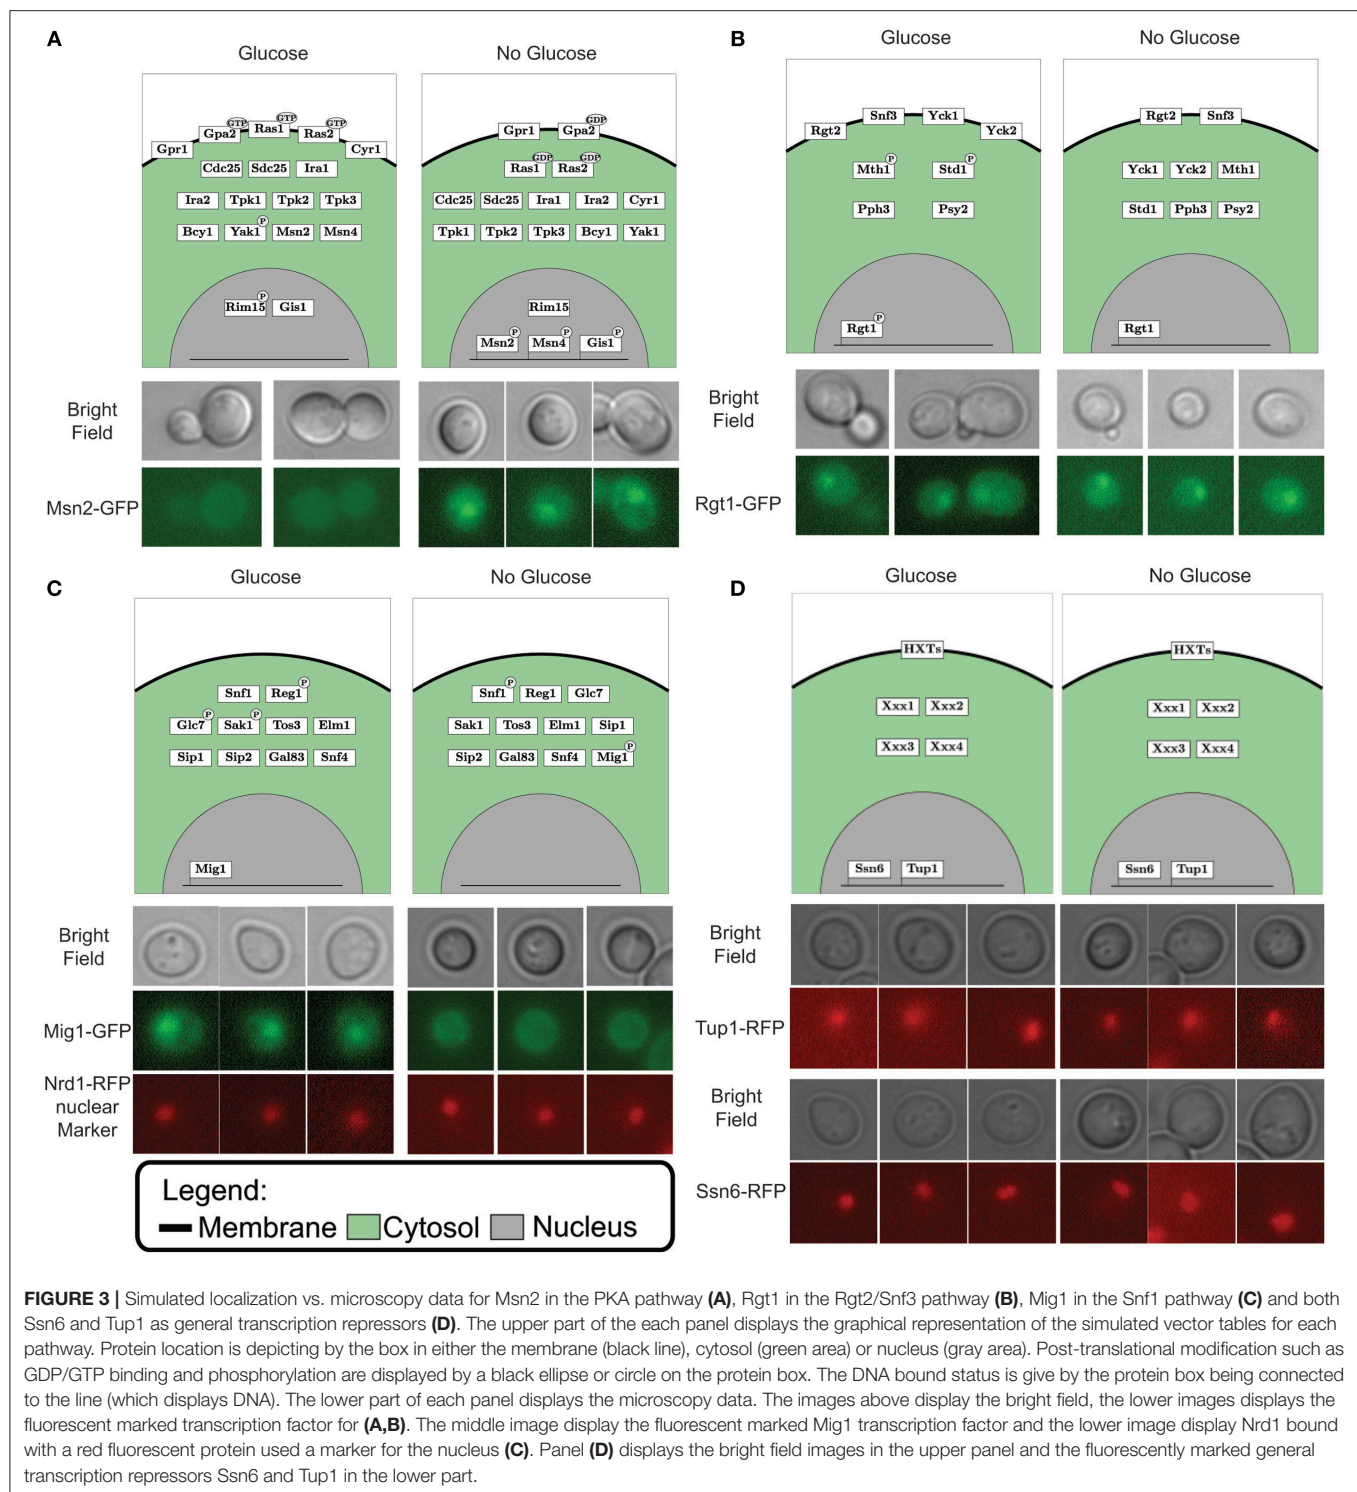 A
Glucose
No Glucose
GTP GTP GTP
Gpa2 Ras1 Ras2
Gpr1 Cyr1
Cdc25 Sdc25 Ira1
Ira2 Tpk1 Tpk2 Tpk3
P
Bcy1 Yak1 Msn2 Msn4
P
Rim15 Gis1
GDP
Gpr1 Gpa2
GDP GDP
Ras1 Ras2
Cdc25 Sdc25 Ira1 Ira2 Cyr1
Tpk1 Tpk2 Tpk3 Bcy1 Yak1
Rim15
P P P
Msn2 Msn4 Gis1
Bright
Field
Msn2-GFP
B
Glucose
No Glucose
Rgt2 Snf3 Yck1 Yck2
P P
Mth1 Std1
Pph3 Psy2
P
Rgt1
Rgt2 Snf3
Yck1 Yck2 Mth1
Std1 Pph3 Psy2
Rgt1
Bright
Field
Rgt1-GFP
C
Glucose
No Glucose
P
Snf1 Reg1
P P
Glc7 Sak1 Tos3 Elm1
Sip1 Sip2 Gal83 Snf4
Mig1
P
Snf1 Reg1 Glc7
Sak1 Tos3 Elm1 Sip1
P
Sip2 Gal83 Snf4 Mig1
Bright
Field
Mig1-GFP
Nrd1-RFP
nuclear
Marker
Legend:
Membrane Cytosol Nucleus
D
Glucose
No Glucose
HXTs
Xxx1 Xxx2
Xxx3 Xxx4
Ssn6 Tup1
HXTs
Xxx1 Xxx2
Xxx3 Xxx4
Ssn6 Tup1
Bright
Field
Tup1-RFP
Bright
Field
Ssn6-RFP
FIGURE 3 | Simulated localization vs. microscopy data for Msn2 in the PKA pathway (A), Rgt1 in the Rgt2/Snf3 pathway (B), Mig1 in the Snf1 pathway (C) and both
Ssn6 and Tup1 as general transcription repressors (D). The upper part of the each panel displays the graphical representation of the simulated vector tables for each
pathway. Protein location is depicting by the box in either the membrane (black line), cytosol (green area) or nucleus (gray area). Post-translational modification such as
GDP/GTP binding and phosphorylation are displayed by a black ellipse or circle on the protein box. The DNA bound status is give by the protein box being connected
to the line (which displays DNA). The lower part of each panel displays the microscopy data. The images above display the bright field, the lower images displays the
fluorescent marked transcription factor for (A,B). The middle image display the fluorescent marked Mig1 transcription factor and the lower image display Nrd1 bound
with a red fluorescent protein used a marker for the nucleus (C). Panel (D) displays the bright field images in the upper panel and the fluorescently marked general
transcription repressors Ssn6 and Tup1 in the lower part.